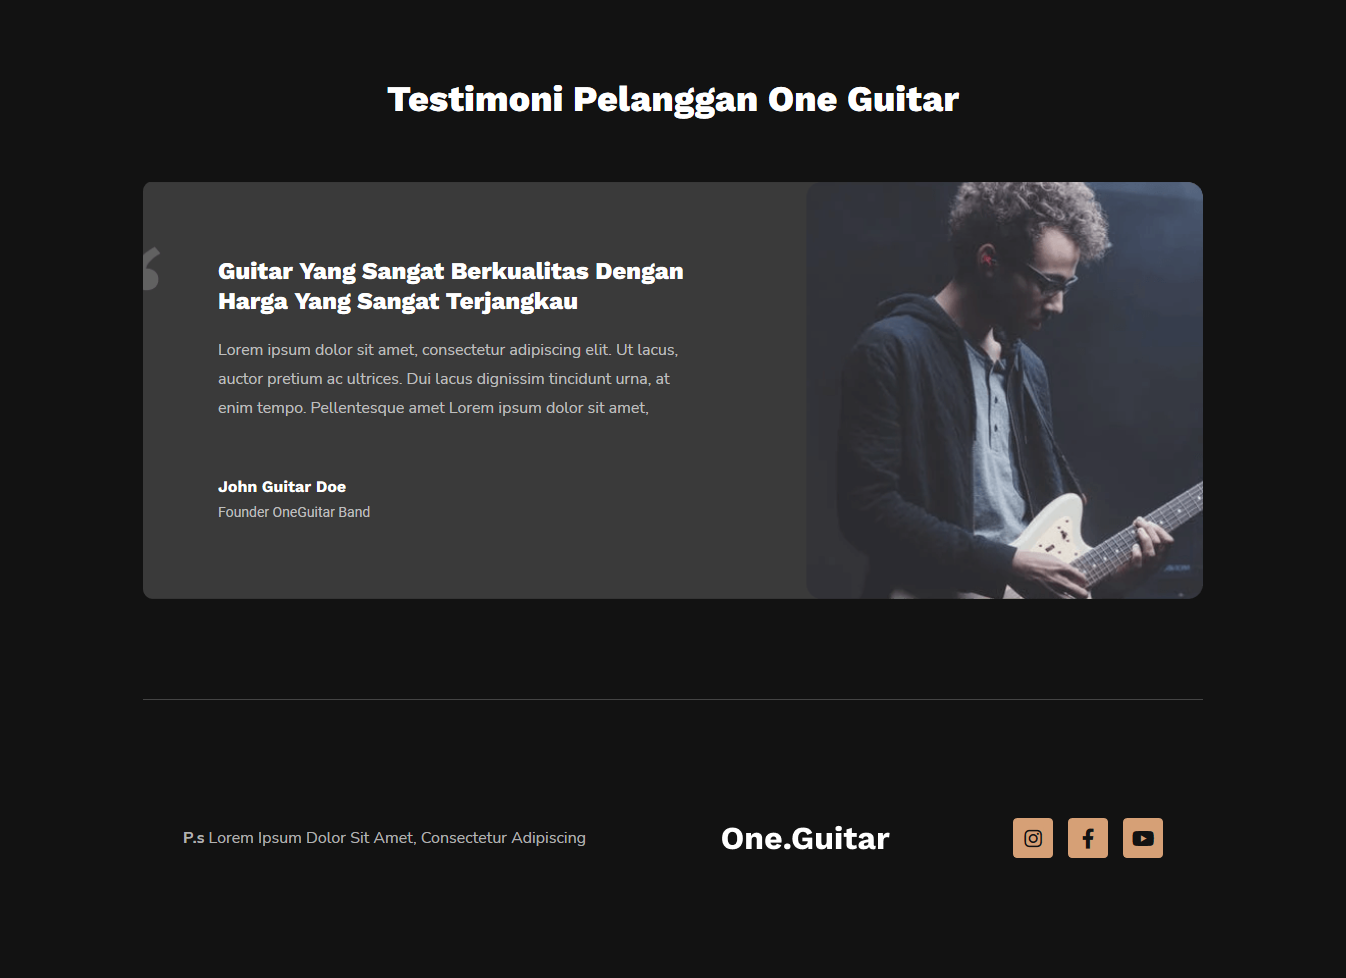 Testimoni Pelanggan One Guitar
Guitar Yang Sangat Berkualitas Dengan
Harga Yang Sangat Terjangkau
Lorem ipsum dolor sit amet, consectetur adipiscing elit. Ut lacus,
auctor pretium ac ultrices. Dui lacus dignissim tincidunt urna, at
enim tempo. Pellentesque amet Lorem ipsum dolor sit amet,
John Guitar Doe
Founder OneGuitar Band
P.s Lorem Ipsum Dolor Sit Amet, Consectetur Adipiscing
One.Guitar